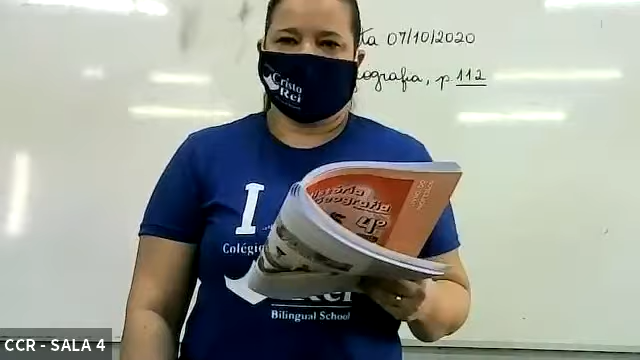 ta 07/10/2020
ografia, p. 112
Cristo
Rei
História
Geografia
4º
I
Colégio
Rei
Bilingual School
CCR - SALA 4